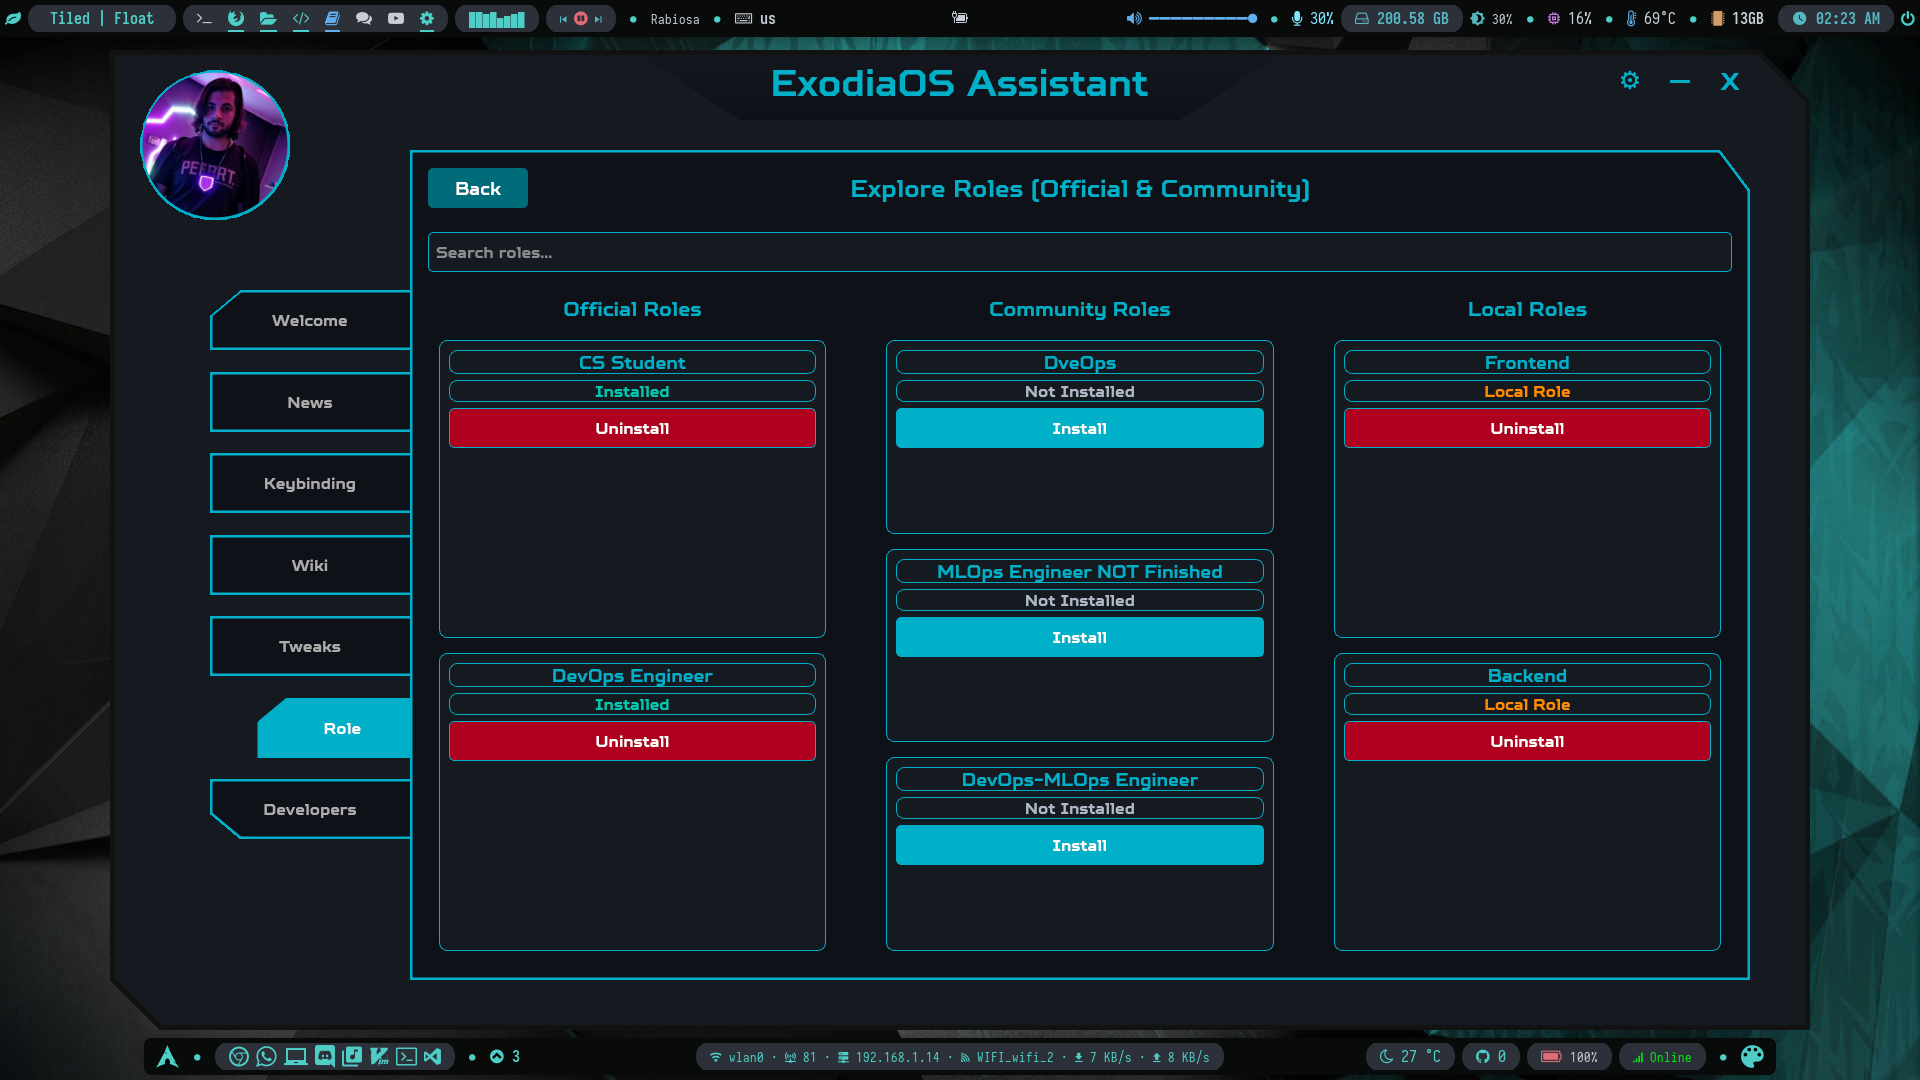 Tiled | Float
Rabiosa
us
30%
200.58 GB
30%
16%
69°C
13GB
02:23 AM
ExodiaOS Assistant
X
PEGART.
Back
Explore Roles (Official & Community)
Search roles...
Welcome
News
Keybinding
Wiki
Tweaks
Role
Developers
Official Roles
CS Student
Installed
Uninstall
DevOps Engineer
Installed
Uninstall
Community Roles
DveOps
Not Installed
Install
MLOps Engineer NOT Finished
Not Installed
Install
DevOps-MLOps Engineer
Not Installed
Install
Local Roles
Frontend
Local Role
Uninstall
Backend
Local Role
Uninstall
3
wlan0 · 81 · 192.168.1.14 · WIFI_wifi_2 · 7 KB/s · 8 KB/s
27 °C
0
100%
Online